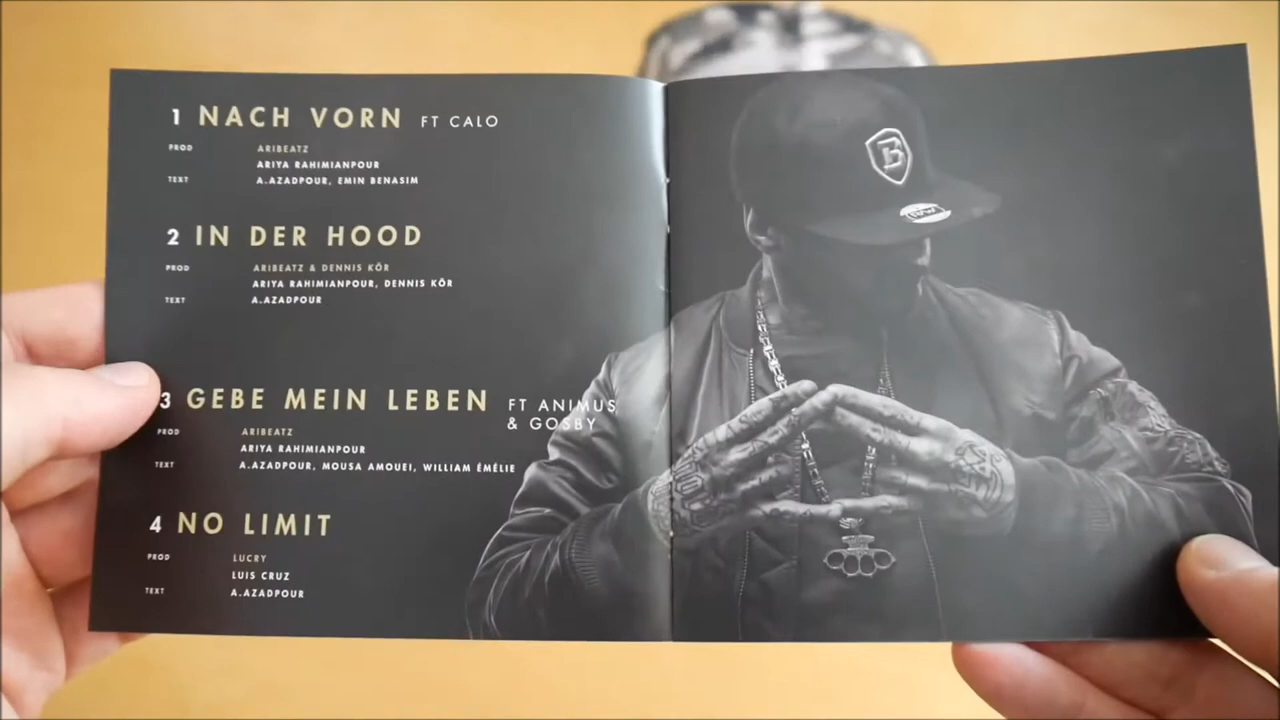 1 NACH VORN FT CALO
PROD ARIBEATZ
ARIYA RAHIMIANPOUR
TEXT A.AZADPOUR, EMIN BENASIM
2 IN DER HOOD
PROD ARIBEATZ & DENNIS KÖR
ARIYA RAHIMIANPOUR, DENNIS KÖR
TEXT A.AZADPOUR
3 GEBE MEIN LEBEN FT ANIMUS
& GOSBY
PROD ARIBEATZ
ARIYA RAHIMIANPOUR
TEXT A.AZADPOUR, MOUSA AMOUEI, WILLIAM ÉMÉLIE
4 NO LIMIT
PROD LUCRY
LUIS CRUZ
TEXT A.AZADPOUR
B